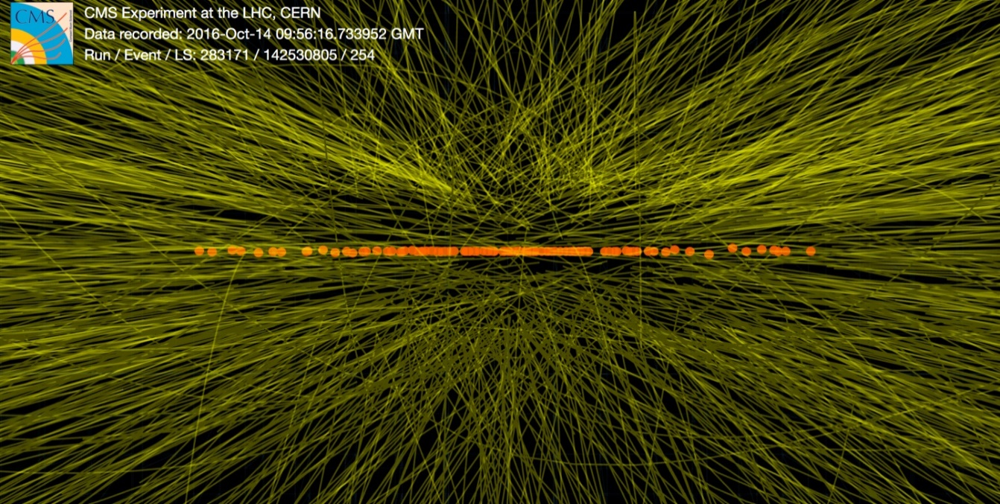 CMS
CMS Experiment at the LHC, CERN
Data recorded: 2016-Oct-14 09:56:16.733952 GMT
Run / Event / LS: 283171 / 142530805 / 254